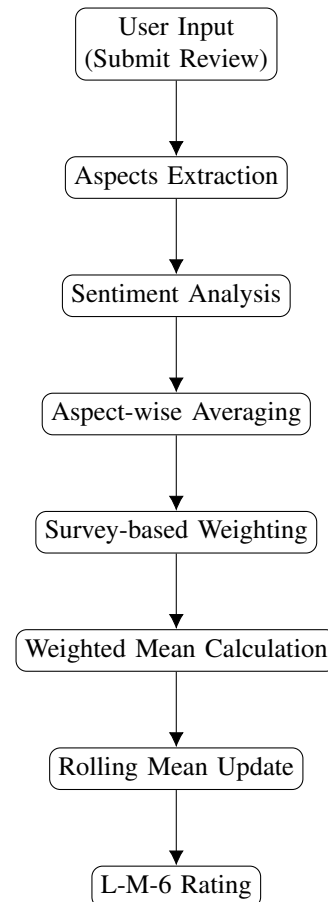 User Input
(Submit Review)
Aspects Extraction
Sentiment Analysis
Aspect-wise Averaging
Survey-based Weighting
Weighted Mean Calculation
Rolling Mean Update
L-M-6 Rating